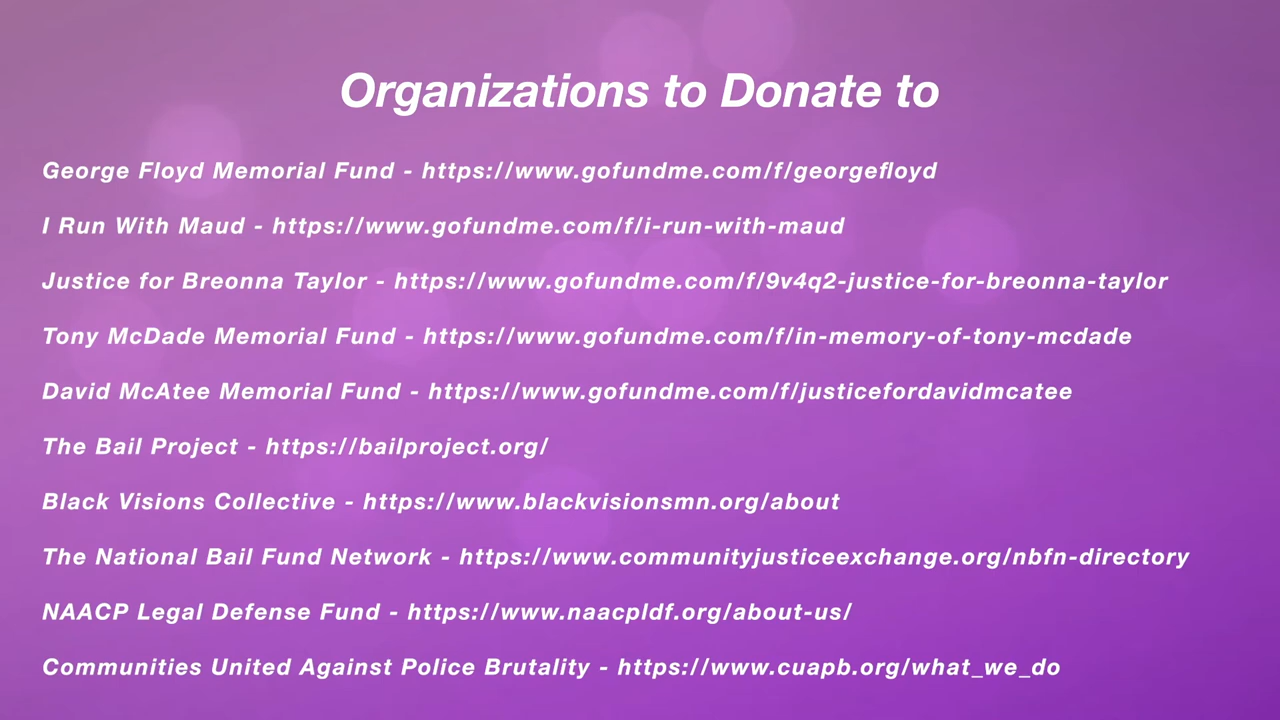 Organizations to Donate to
George Floyd Memorial Fund - https://www.gofundme.com/f/georgefloyd
I Run With Maud - https://www.gofundme.com/f/i-run-with-maud
Justice for Breonna Taylor - https://www.gofundme.com/f/9v4q2-justice-for-breonna-taylor
Tony McDade Memorial Fund - https://www.gofundme.com/f/in-memory-of-tony-mcdade
David McAtee Memorial Fund - https://www.gofundme.com/f/justicefordavidmcatee
The Bail Project - https://bailproject.org/
Black Visions Collective - https://www.blackvisionsmn.org/about
The National Bail Fund Network - https://www.communityjusticeexchange.org/nbfn-directory
NAACP Legal Defense Fund - https://www.naacpldf.org/about-us/
Communities United Against Police Brutality - https://www.cuapb.org/what_we_do